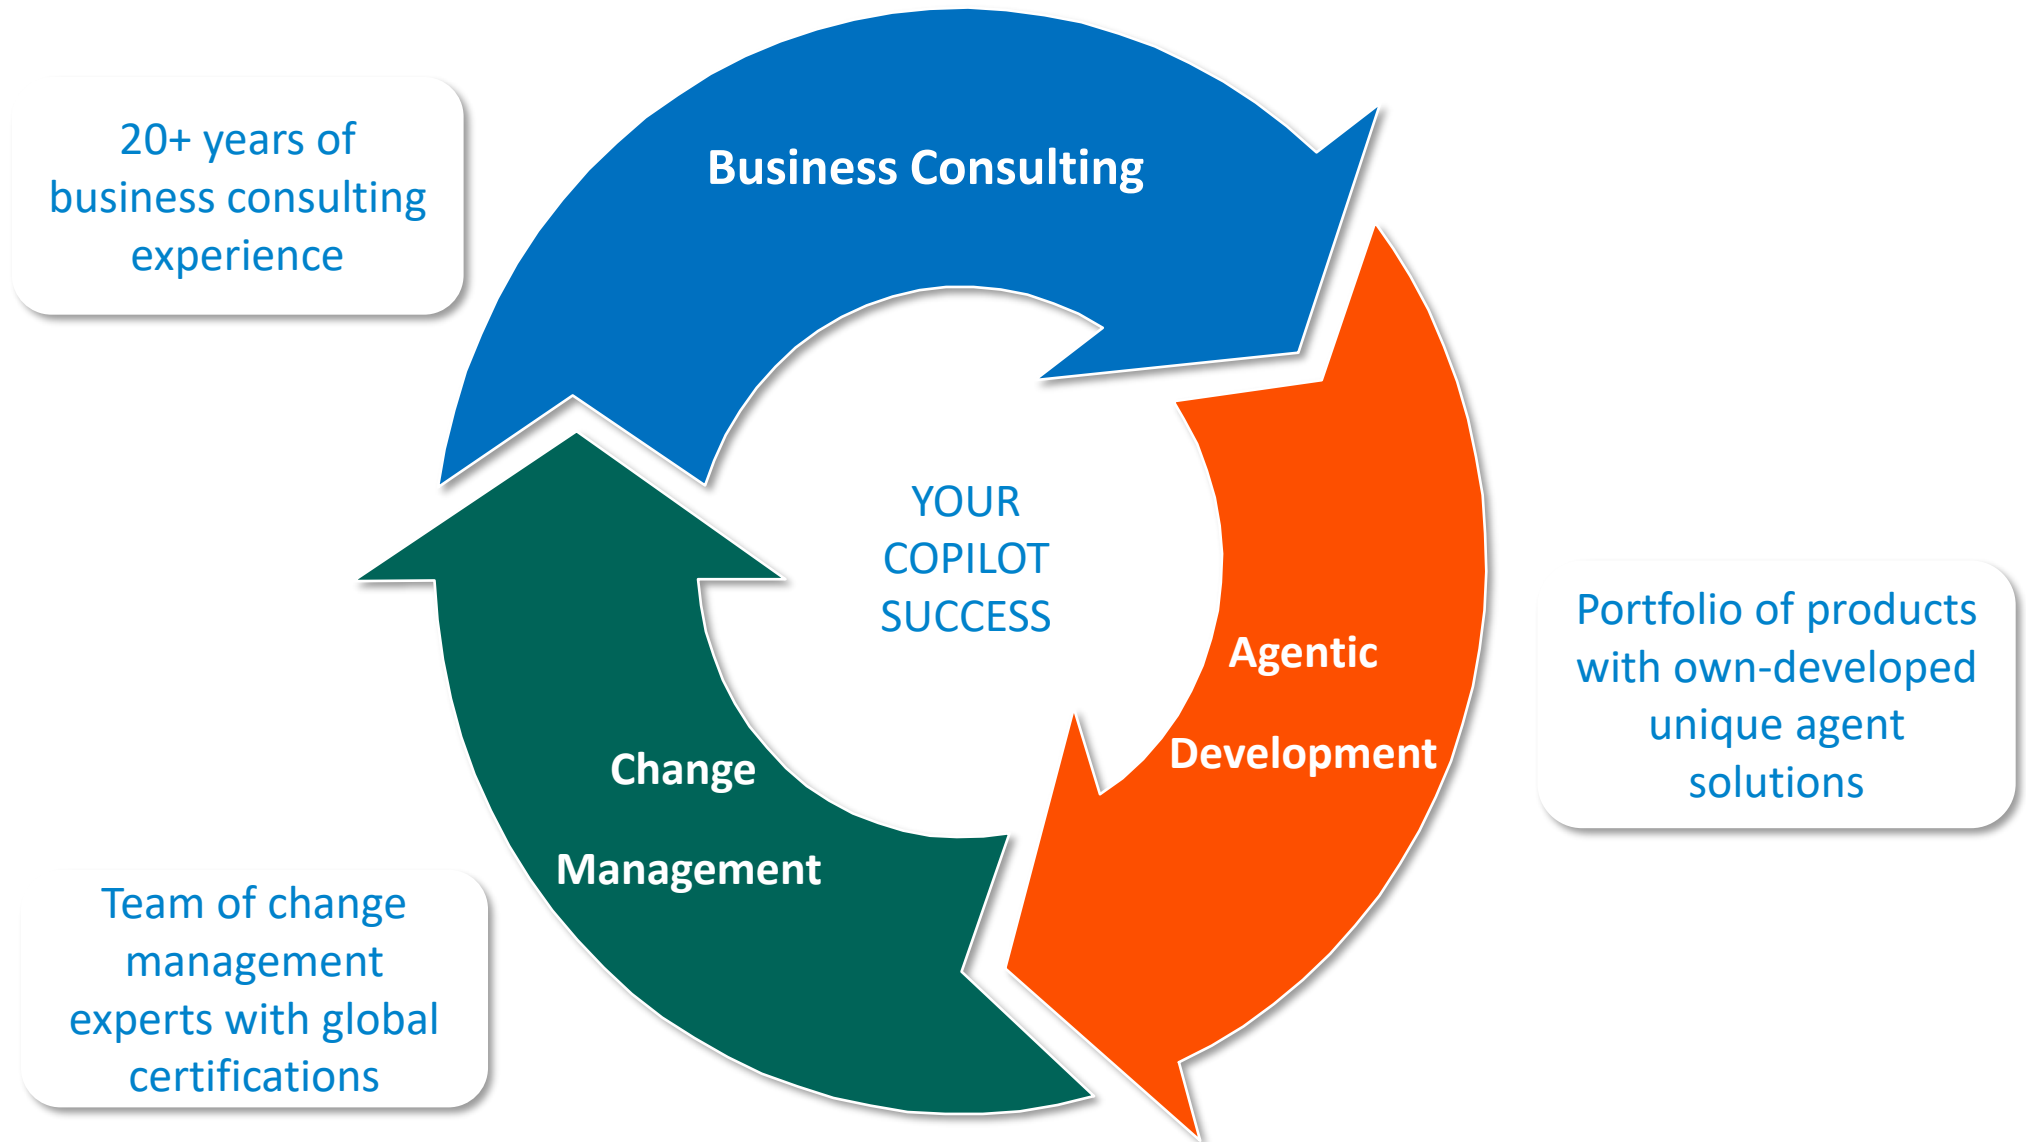 20+ years of
business consulting
experience
Business Consulting
YOUR
COPILOT
SUCCESS
Agentic
Development
Portfolio of products
with own-developed
unique agent
solutions
Change
Management
Team of change
management
experts with global
certifications